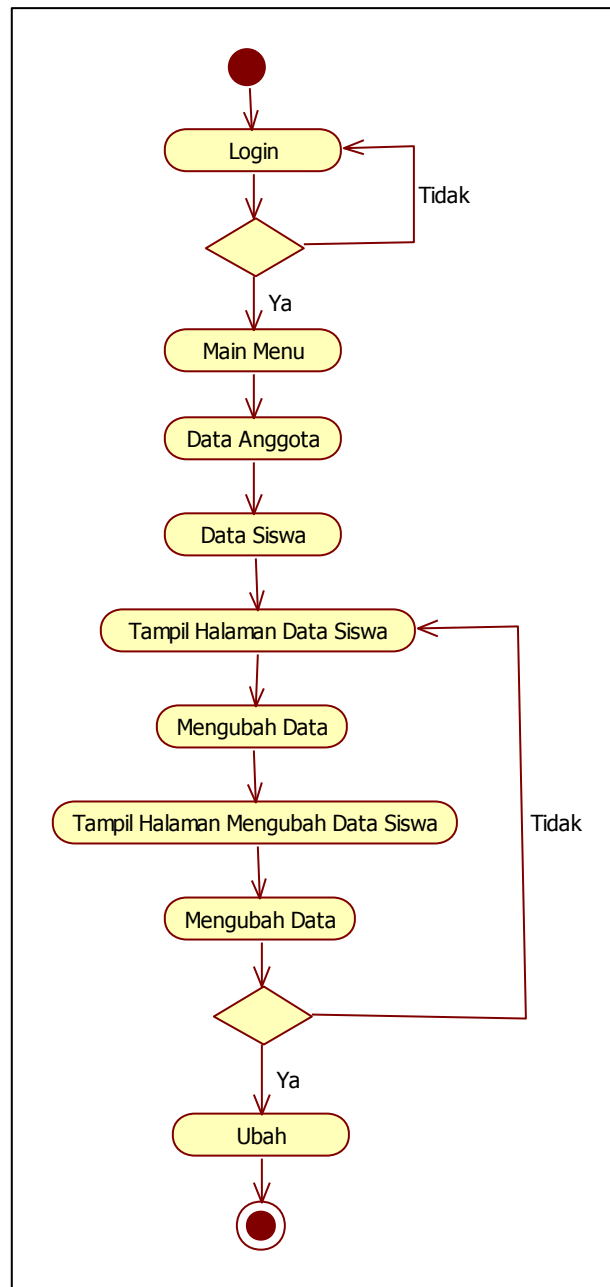 Login
Tidak
Ya
Main Menu
Data Anggota
Data Siswa
Tampil Halaman Data Siswa
Mengubah Data
Tampil Halaman Mengubah Data Siswa
Tidak
Mengubah Data
Ya
Ubah